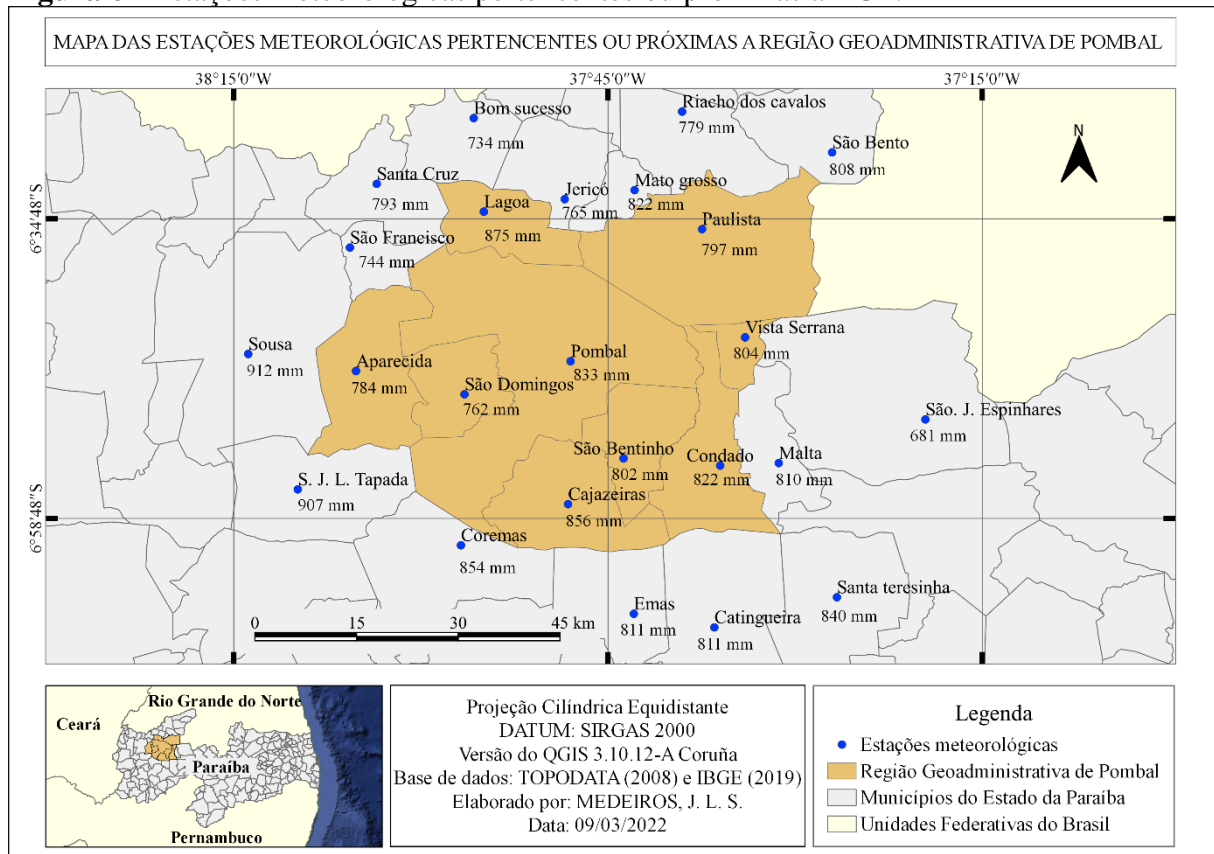 MAPA DAS ESTAÇÕES METEOROLÓGICAS PERTENCENTES OU PRÓXIMAS A REGIÃO GEOADMINISTRATIVA DE POMBAL
38°15'0"W
37°45'0"W
37°15'0"W
6°34'48"S
6°58'48"S
N
Bom sucesso
734 mm
Riacho dos cavalos
779 mm
São Bento
808 mm
Santa Cruz
793 mm
Lagoa
875 mm
Jericó
765 mm
Mato grosso
822 mm
Paulista
797 mm
São Francisco
744 mm
Sousa
912 mm
Aparecida
784 mm
São Domingos
762 mm
Pombal
833 mm
Vista Serrana
804 mm
São. J. Espinhares
681 mm
São Bentinho
802 mm
Condado
822 mm
Malta
810 mm
S. J. L. Tapada
907 mm
Cajazeiras
856 mm
Coremas
854 mm
Emas
811 mm
Catingueira
811 mm
Santa teresinha
840 mm
0 15 30 45 km
Rio Grande do Norte
Ceará
Paraíba
Pernambuco
Projeção Cilíndrica Equidistante
DATUM: SIRGAS 2000
Versão do QGIS 3.10.12-A Coruña
Base de dados: TOPODATA (2008) e IBGE (2019)
Elaborado por: MEDEIROS, J. L. S.
Data: 09/03/2022
Legenda
Estações meteorológicas
Região Geoadministrativa de Pombal
Municípios do Estado da Paraíba
Unidades Federativas do Brasil